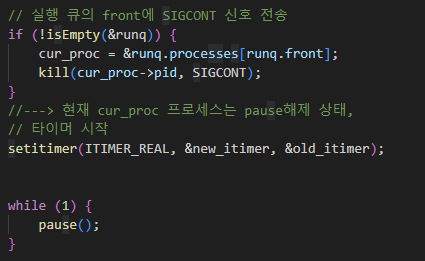 // 실행 큐의 front에 SIGCONT 신호 전송
if (!isEmpty(&runq)) {
    cur_proc = &runq.processes[runq.front];
    kill(cur_proc->pid, SIGCONT);
}
//---> 현재 cur_proc 프로세스는 pause해제 상태,
// 타이머 시작
setitimer(ITIMER_REAL, &new_itimer, &old_itimer);
while (1) {
    pause();
}